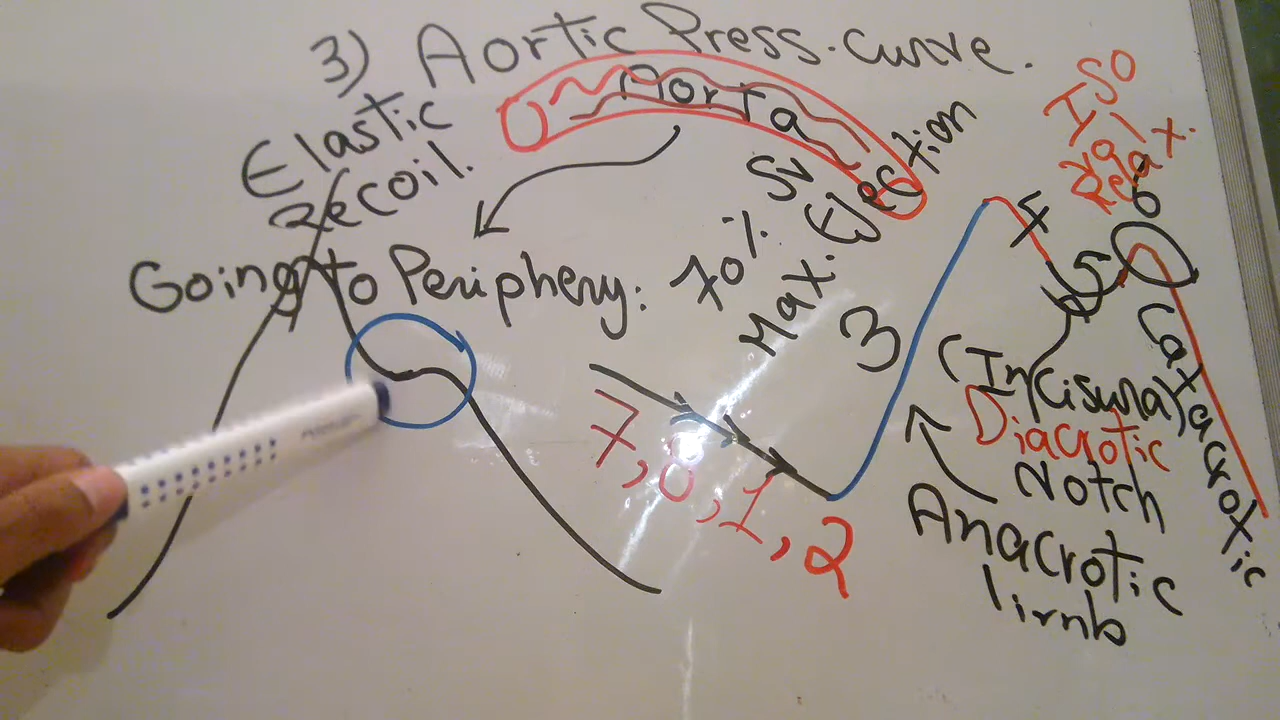 3) Aortic Press. curve.
Aorta
Elastic
recoil.
Going to Periphery: 70%
SV
Max. Ejection
3
4
5
6
ISO
Vol
Relax.
(Incisura)
Diacrotic
Notch
Catacrotic
Anacrotic
limb
7, 8, 1, 2